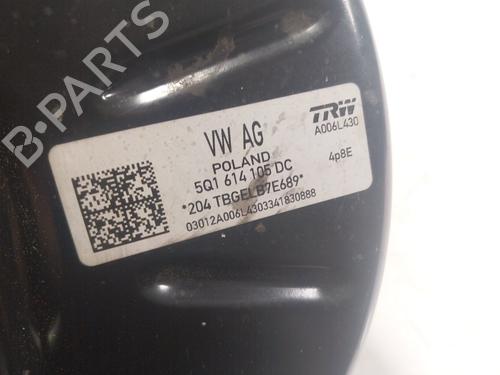 B-PARTS
VW AG
TRW
POLAND
A006L430
5Q1 614 105 DC
4p8E
*204 TBGELB7E689*
03012A006L4303341830888